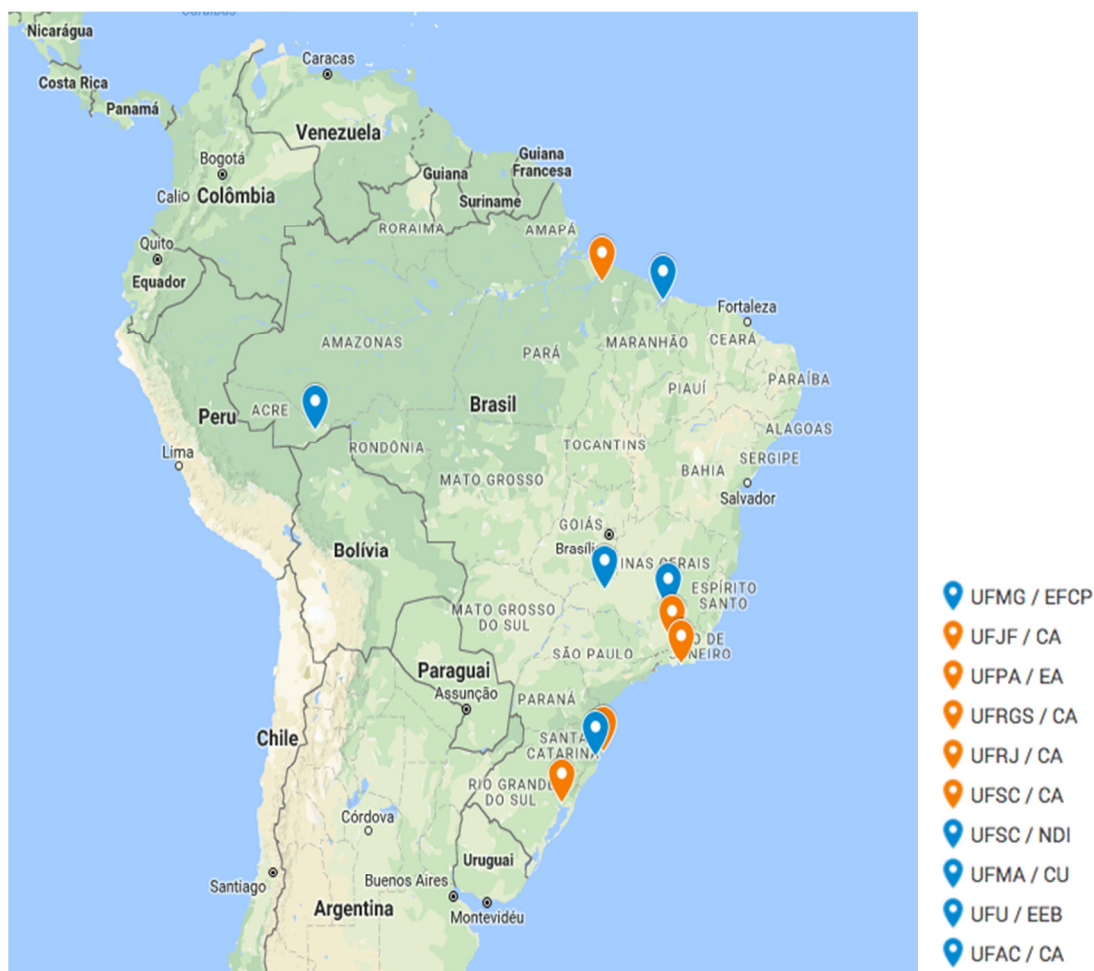 Caraíbas
Nicarágua
Costa Rica
Panamá
Caracas
Venezuela
Bogotá
Cali
Colômbia
Guiana
Suriname
Guiana
Francesa
RORAIMA
AMAPÁ
Quito
Equador
AMAZONAS
PARÁ
MARANHÃO
Fortaleza
CEARÁ
PIAUÍ
PARAÍBA
Peru
ACRE
Brasil
RONDÔNIA
TOCANTINS
ALAGOAS
SERGIPE
Lima
MATO GROSSO
BAHIA
Salvador
GOIÁS
Bolívia
INAS GERAIS
ESPÍRITO
SANTO
MATO GROSSO
DO SUL
O DE
NEIRO
SÃO PAULO
Paraguai
Assunção
PARANÁ
Chile
SANTA
CATARINA
RIO GRANDE
DO SUL
Córdova
Uruguai
Santiago
Buenos Aires
Argentina
Montevidéu
UFMG / EFCP
UFJF / CA
UFPA / EA
UFRGS / CA
UFRJ / CA
UFSC / CA
UFSC / NDI
UFMA / CU
UFU / EEB
UFAC / CA